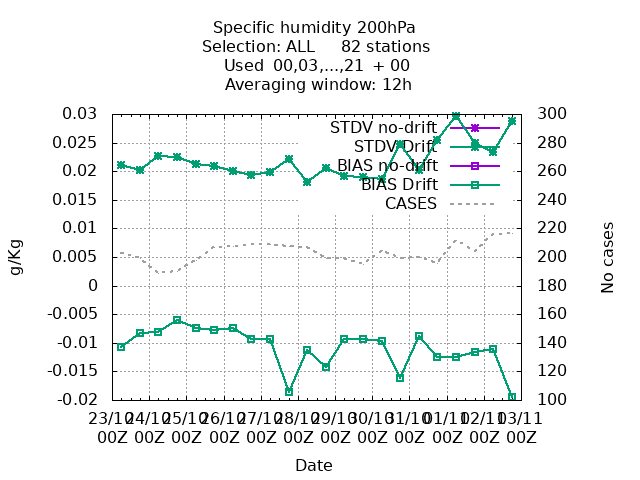 Specific humidity 200hPa
Selection: ALL 82 stations
Used 00,03,...,21 + 00
Averaging window: 12h
0.03 300
STDV no-drift
0.025 280
STDV Drift
0.02 260
BIAS no-drift
BIAS Drift
0.015 240
CASES
0.01 220
0.005 200
0 180
-0.005 160
-0.01 140
-0.015 120
-0.02 100
g/Kg
No cases
23/10 24/10 25/10 26/10 27/10 28/10 29/10 30/10 31/10 01/11 02/11 03/11
00Z 00Z 00Z 00Z 00Z 00Z 00Z 00Z 00Z 00Z 00Z 00Z
Date